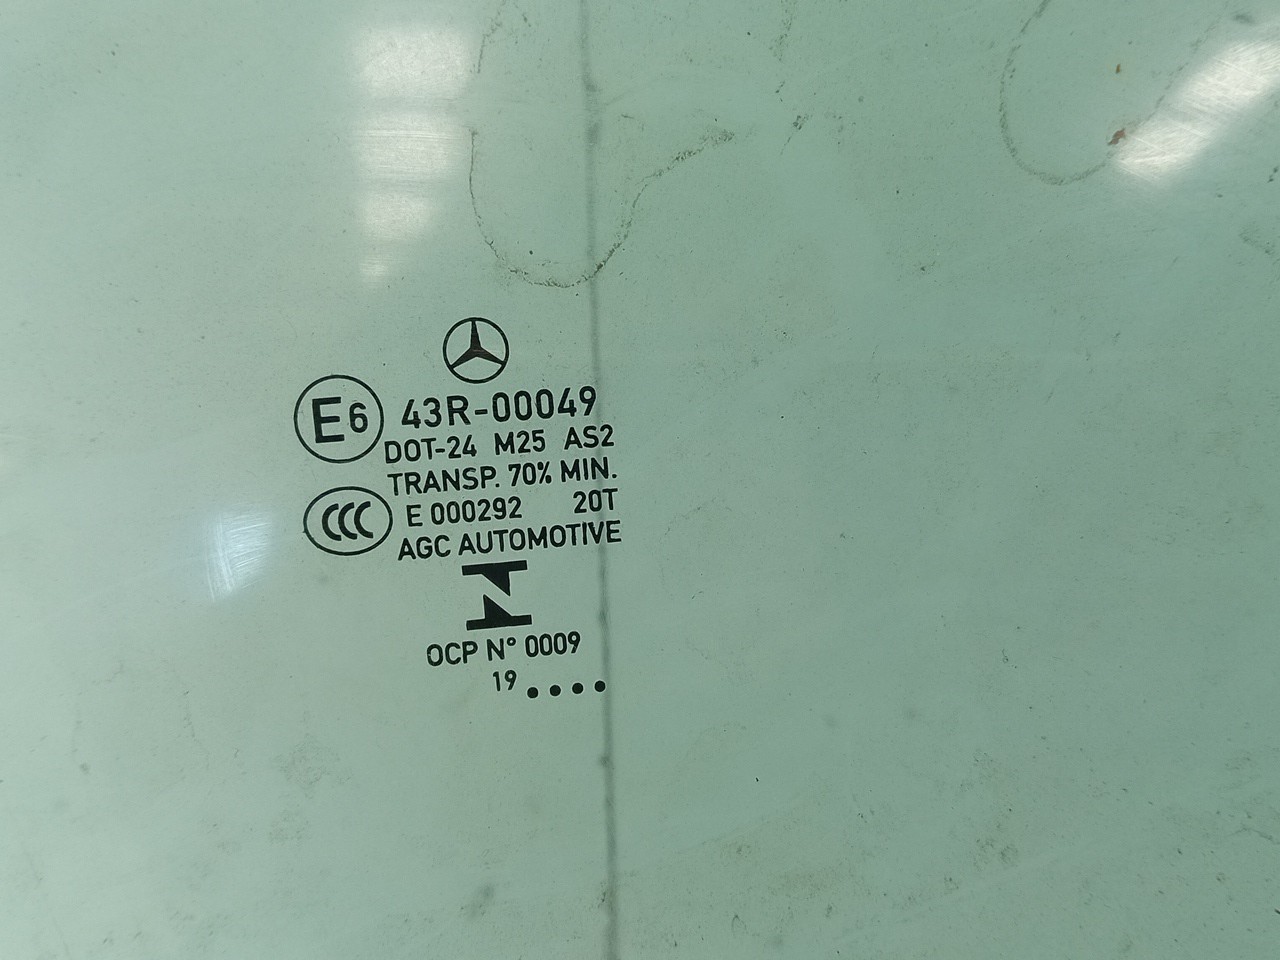 E6 43R-00049
DOT-24 M25 AS2
TRANSP. 70% MIN.
CCC E 000292 20T
AGC AUTOMOTIVE
OCP N° 0009
19 ....